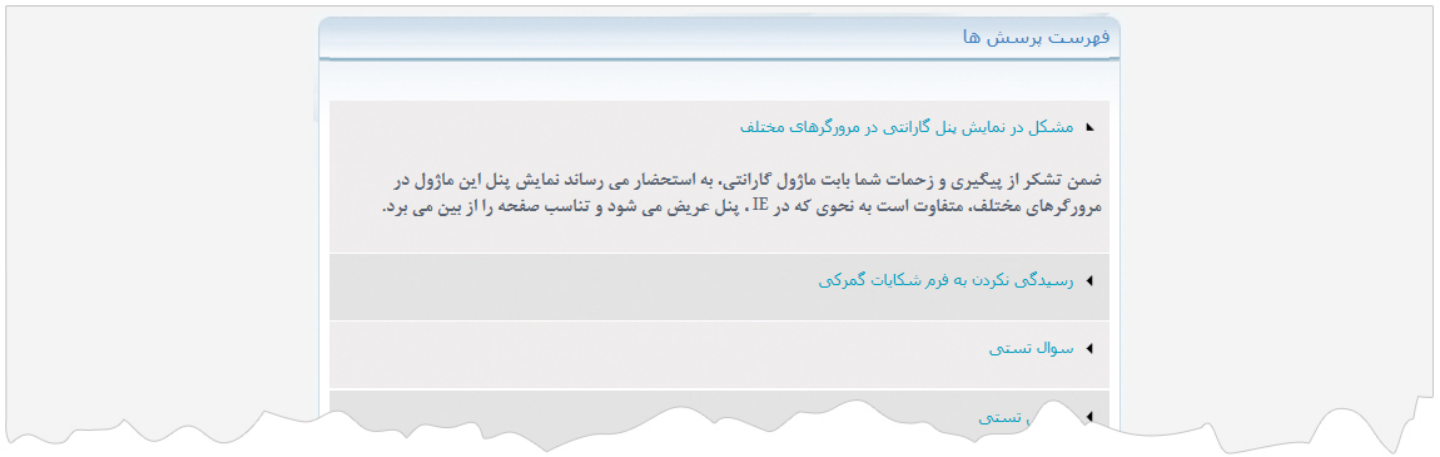 فهرست پرسش ها
مشکل در نمایش پنل گارانتی در مرورگرهای مختلف
ضمن تشکر از پیگیری و زحمات شما بابت ماژول گارانتی، به استحضار می رساند نمایش پنل این ماژول در
مرورگرهای مختلف، متفاوت است به نحوی که در IE ، پنل عریض می شود و تناسب صفحه را از بین می برد.
رسیدگی نکردن به فرم شکایات گمرکی
سوال تستی
تستی